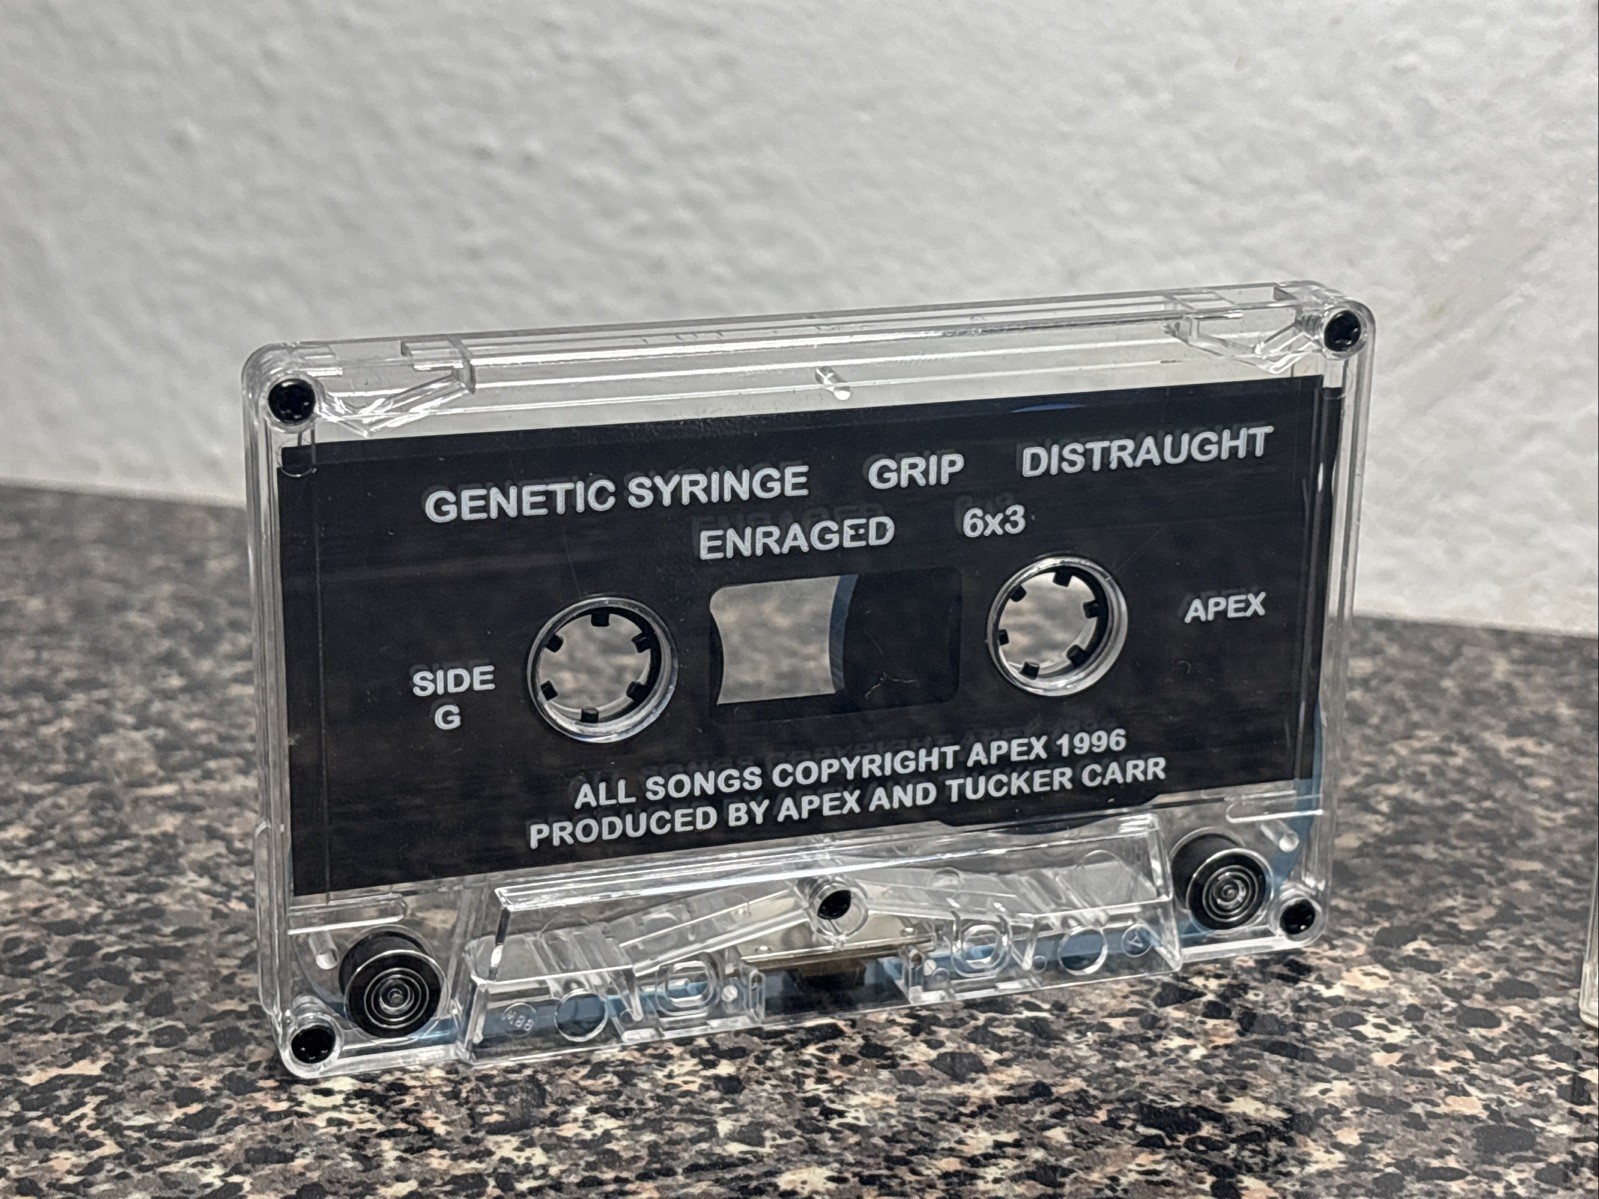 GENETIC SYRINGE GRIP DISTRAUGHT
ENRAGED 6x3
SIDE
G
APEX
ALL SONGS COPYRIGHT APEX 1996
PRODUCED BY APEX AND TUCKER CARR